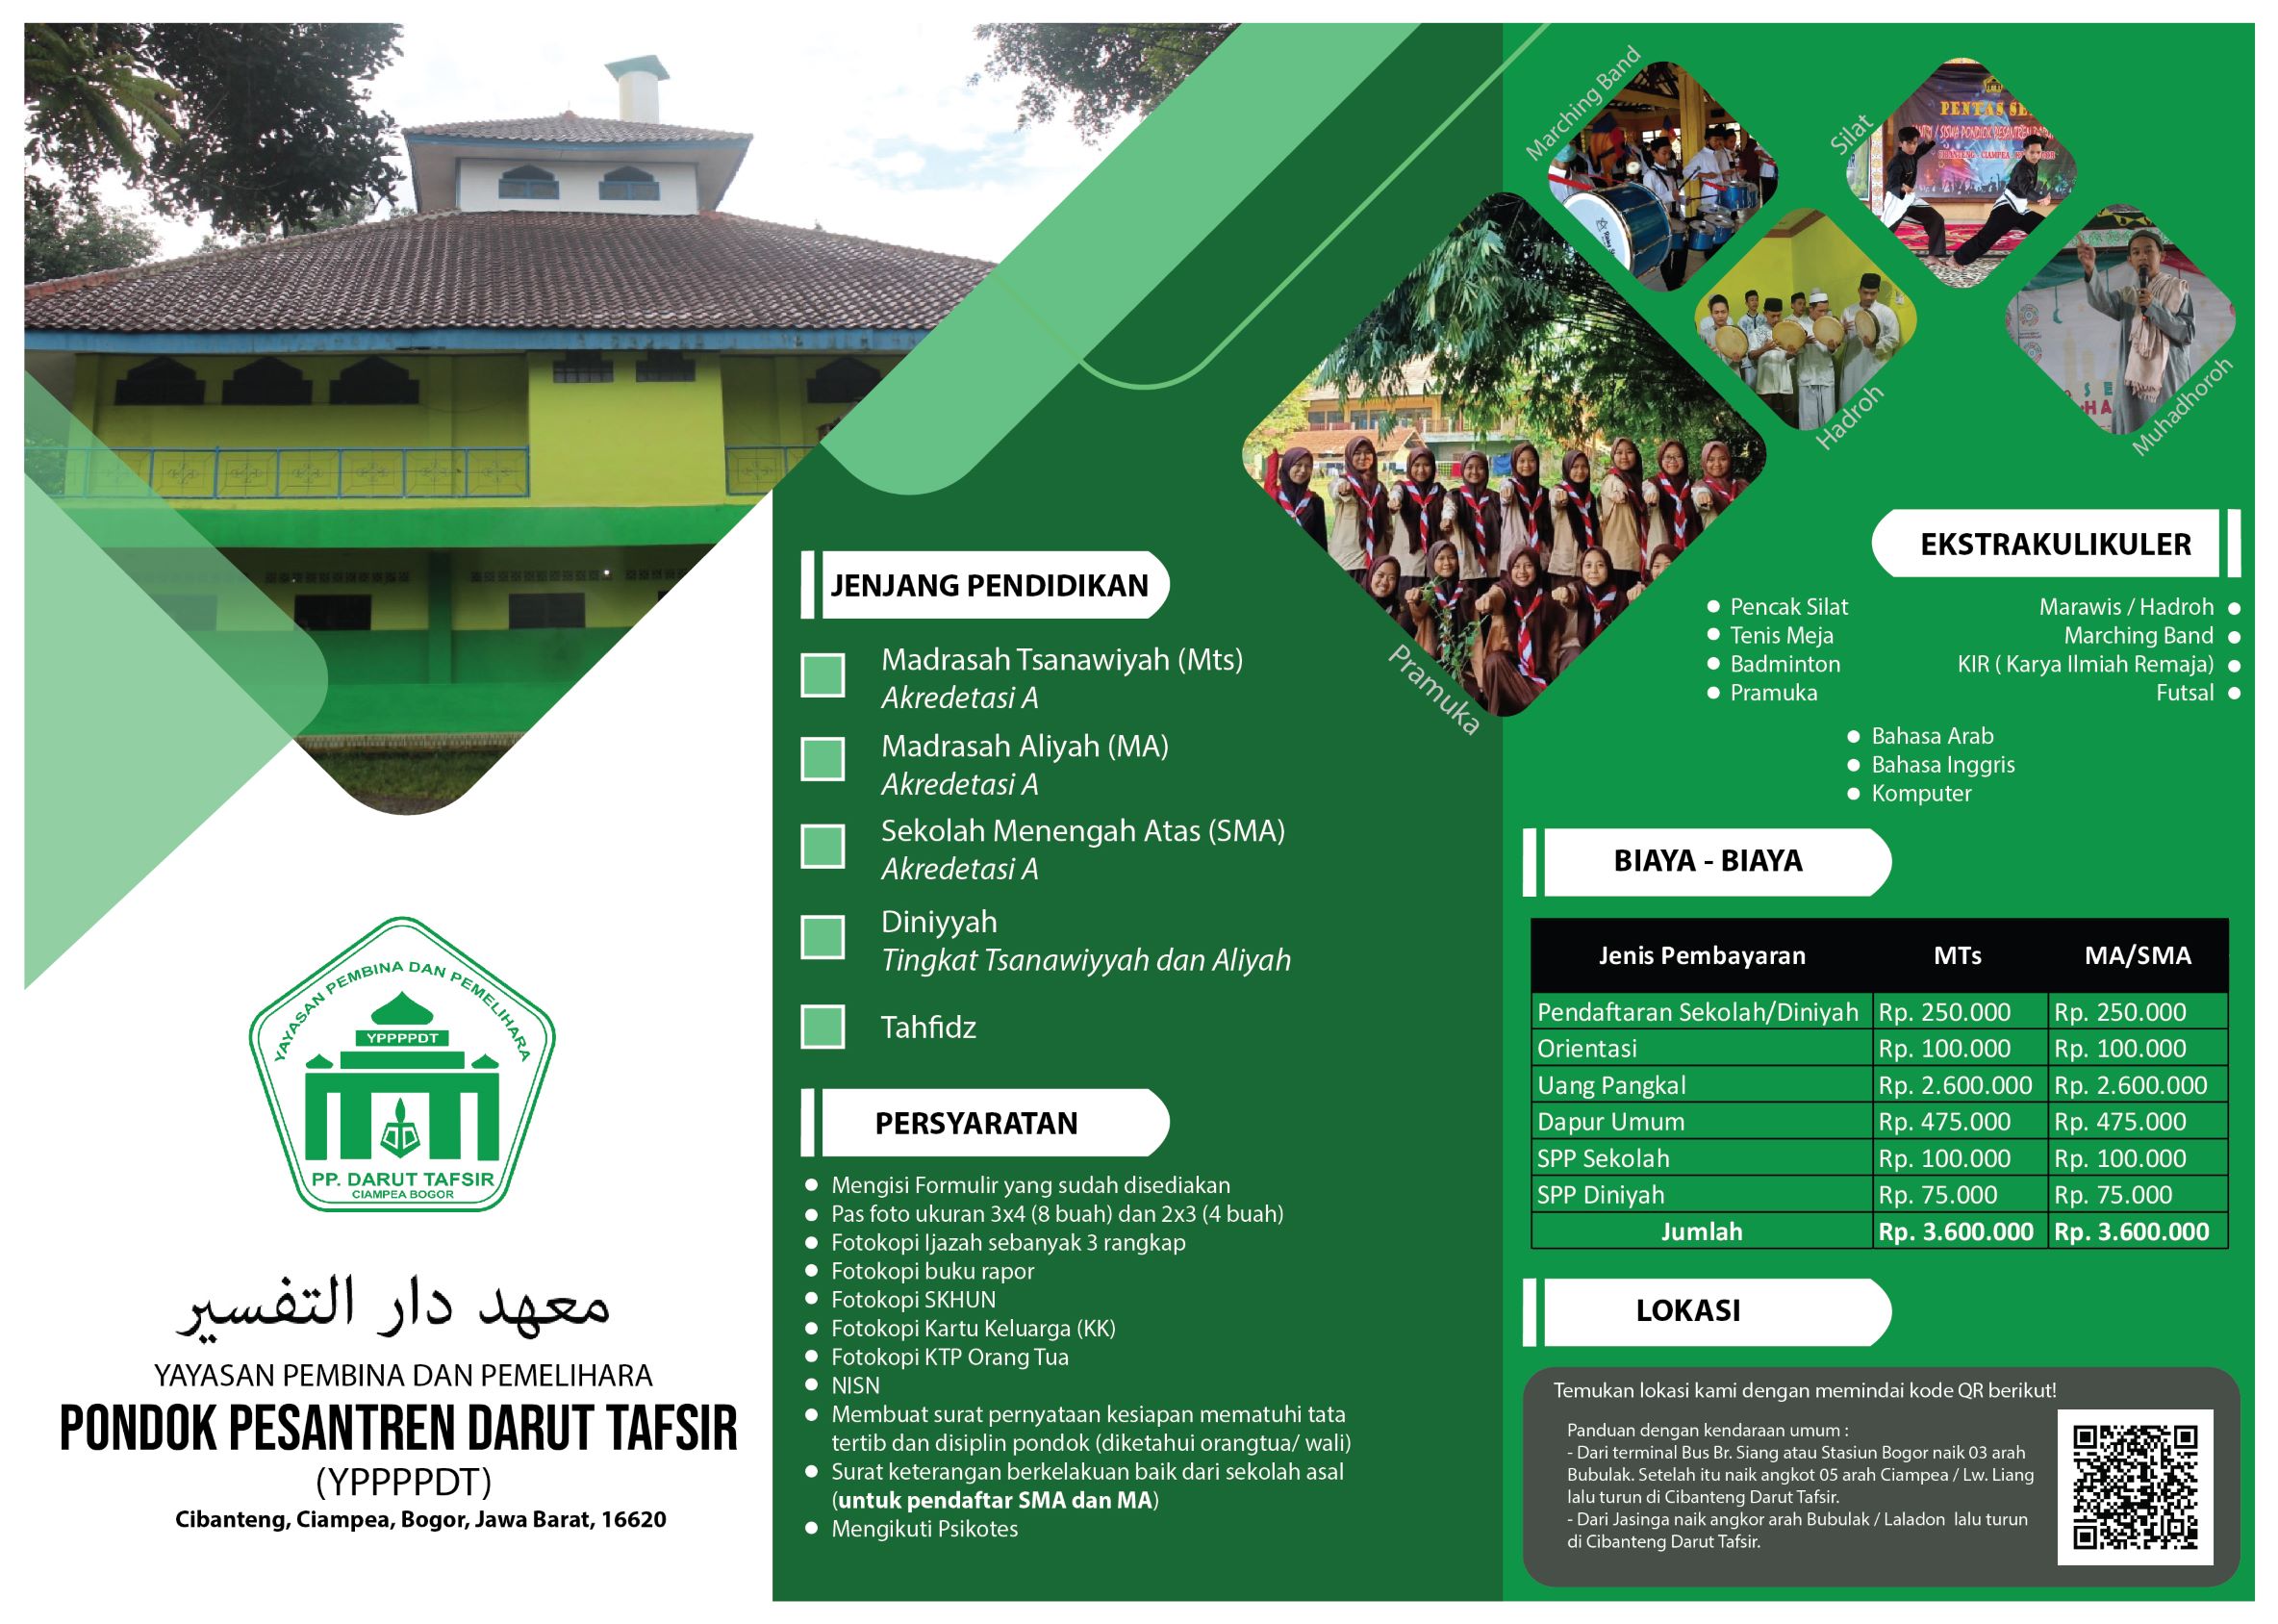 YAYASAN PEMBINA DAN PEMELIHARA
YPPPPDT
PP. DARUT TAFSIR
CIAMPEA BOGOR
معهد دار التفسير
YAYASAN PEMBINA DAN PEMELIHARA
PONDOK PESANTREN DARUT TAFSIR
(YPPPPDT)
Cibanteng, Ciampea, Bogor, Jawa Barat, 16620
JENJANG PENDIDIKAN
Madrasah Tsanawiyah (Mts)
Akredetasi A
Madrasah Aliyah (MA)
Akredetasi A
Sekolah Menengah Atas (SMA)
Akredetasi A
Diniyyah
Tingkat Tsanawiyyah dan Aliyah
Tahfidz
PERSYARATAN
Mengisi Formulir yang sudah disediakan
Pas foto ukuran 3x4 (8 buah) dan 2x3 (4 buah)
Fotokopi Ijazah sebanyak 3 rangkap
Fotokopi buku rapor
Fotokopi SKHUN
Fotokopi Kartu Keluarga (KK)
Fotokopi KTP Orang Tua
NISN
Membuat surat pernyataan kesiapan mematuhi tata
tertib dan disiplin pondok (diketahui orangtua/ wali)
Surat keterangan berkelakuan baik dari sekolah asal
(untuk pendaftar SMA dan MA)
Mengikuti Psikotes
Marching Band
Silat
PENTAS SE
Hadroh
Muhadhoroh
Pramuka
EKSTRAKULIKULER
Pencak Silat
Tenis Meja
Badminton
Pramuka
Marawis / Hadroh
Marching Band
KIR ( Karya Ilmiah Remaja)
Futsal
Bahasa Arab
Bahasa Inggris
Komputer
BIAYA - BIAYA
Jenis Pembayaran MTs MA/SMA
Pendaftaran Sekolah/Diniyah Rp. 250.000 Rp. 250.000
Orientasi Rp. 100.000 Rp. 100.000
Uang Pangkal Rp. 2.600.000 Rp. 2.600.000
Dapur Umum Rp. 475.000 Rp. 475.000
SPP Sekolah Rp. 100.000 Rp. 100.000
SPP Diniyah Rp. 75.000 Rp. 75.000
Jumlah Rp. 3.600.000 Rp. 3.600.000
LOKASI
Temukan lokasi kami dengan memindai kode QR berikut!
Panduan dengan kendaraan umum :
- Dari terminal Bus Br. Siang atau Stasiun Bogor naik 03 arah
Bubulak. Setelah itu naik angkot 05 arah Ciampea / Lw. Liang
lalu turun di Cibanteng Darut Tafsir.
- Dari Jasinga naik angkor arah Bubulak / Laladon lalu turun
di Cibanteng Darut Tafsir.